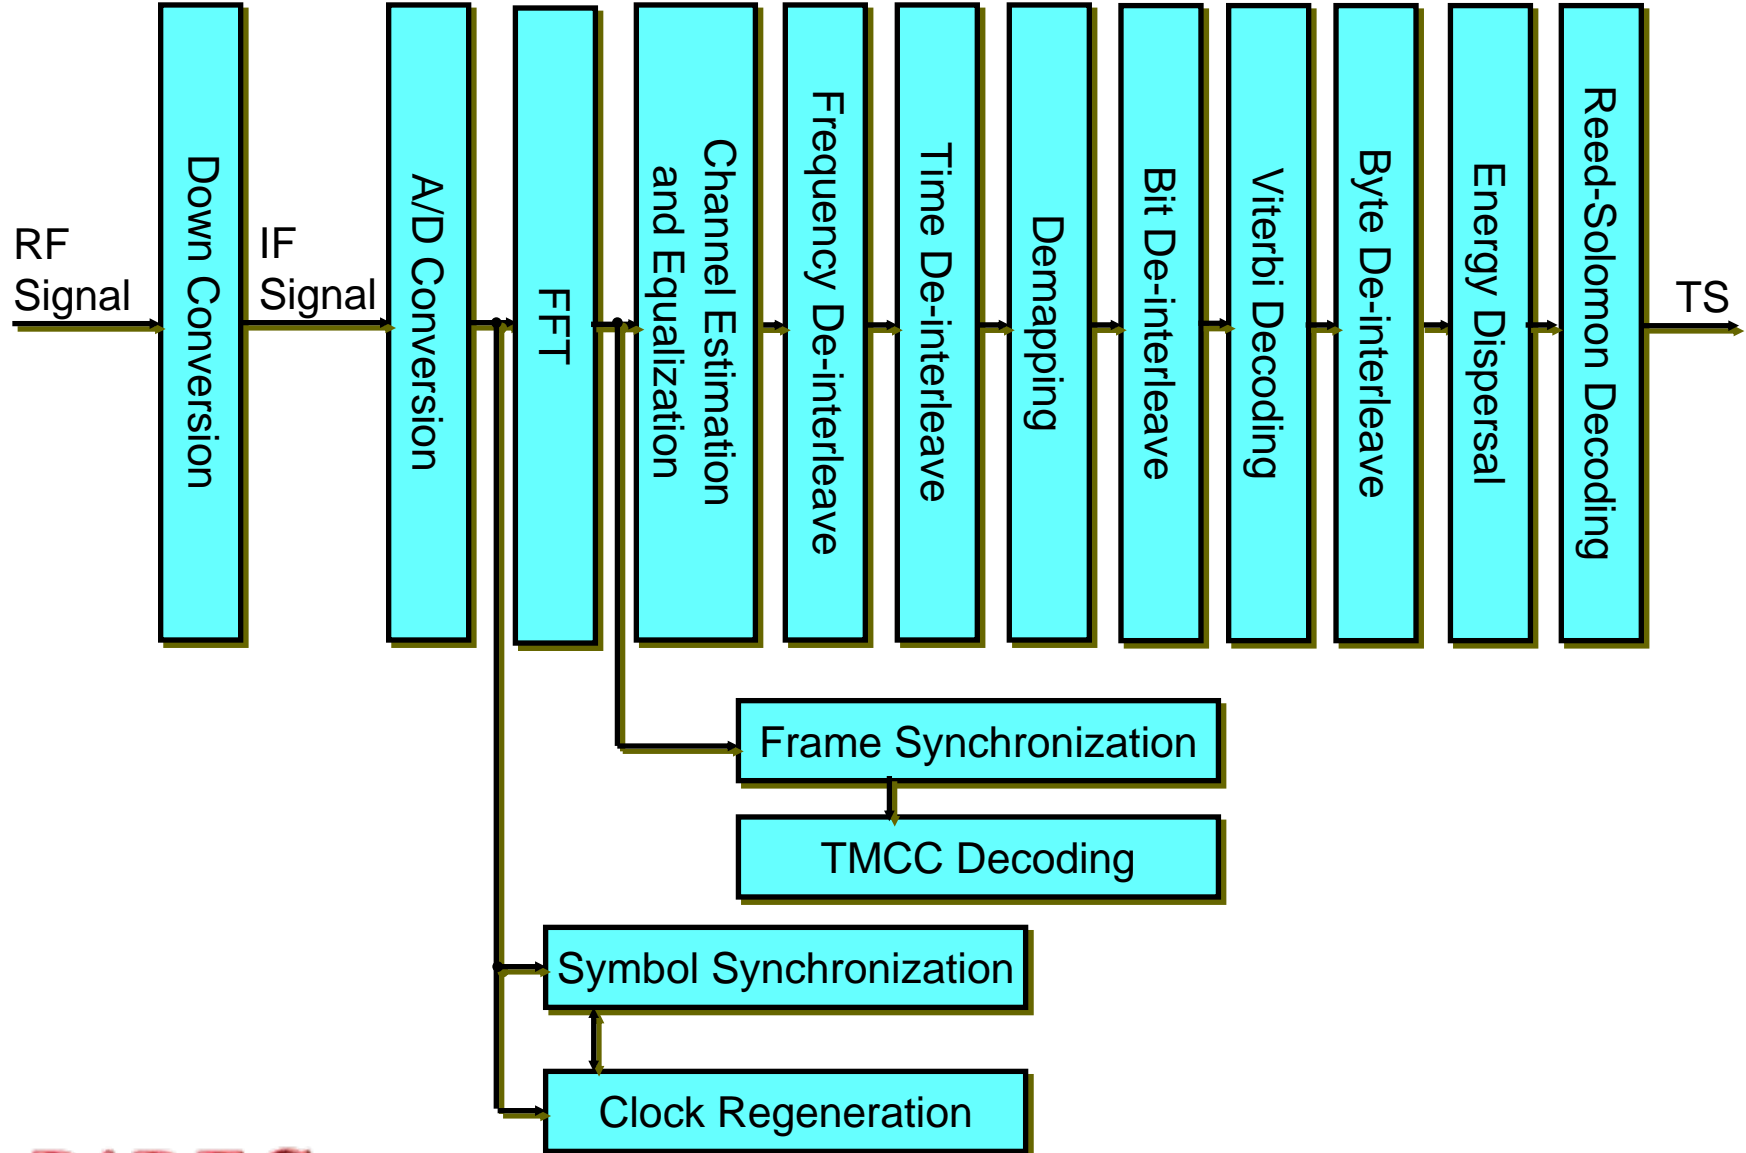 RF
Signal
Down Conversion
IF
Signal
A/D Conversion
FFT
Channel Estimation
and Equalization
Frequency De-interleave
Time De-interleave
Demapping
Bit De-interleave
Viterbi Decoding
Byte De-interleave
Energy Dispersal
Reed-Solomon Decoding
TS
Frame Synchronization
TMCC Decoding
Symbol Synchronization
Clock Regeneration